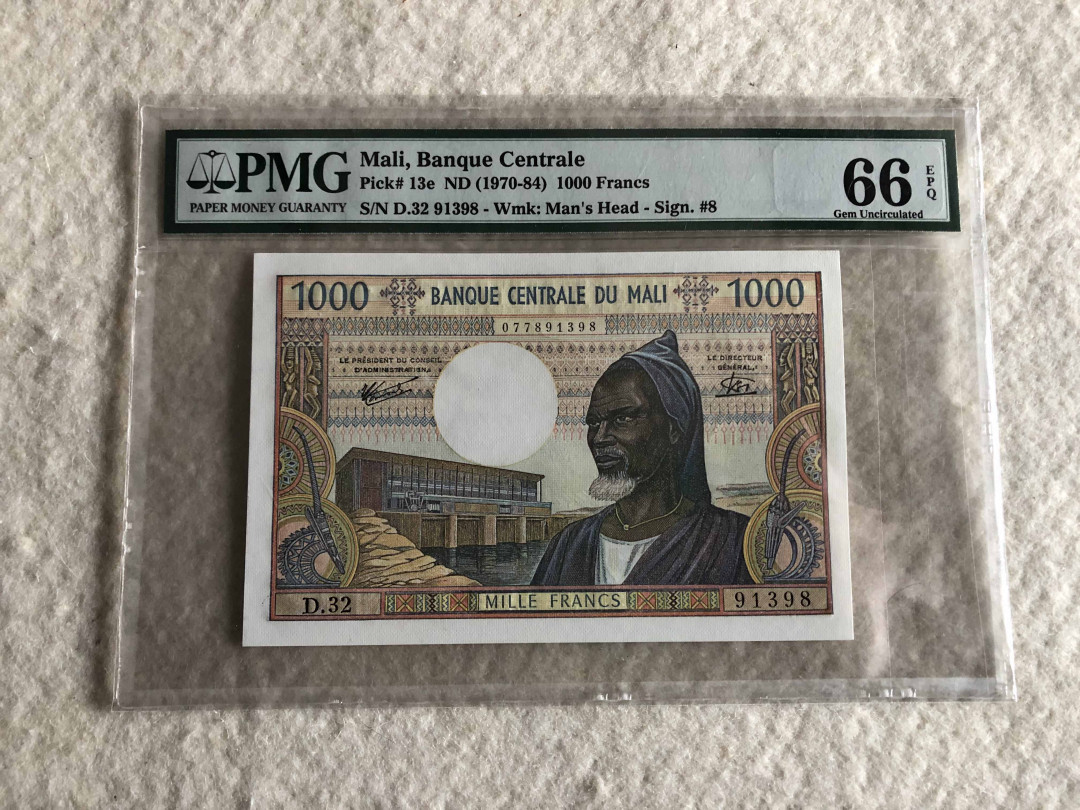 PMG
PAPER MONEY GUARANTY
Mali, Banque Centrale
Pick# 13e ND (1970-84) 1000 Francs
S/N D.32 91398 - Wmk: Man's Head - Sign. #8
66 EPQ
Gem Uncirculated
1000 BANQUE CENTRALE DU MALI 1000
077891398
LE PRÉSIDENT DU CONSEIL
D'ADMINISTRATION,
LE DIRECTEUR
GÉNÉRAL,
D.32 MILLE FRANCS 91398